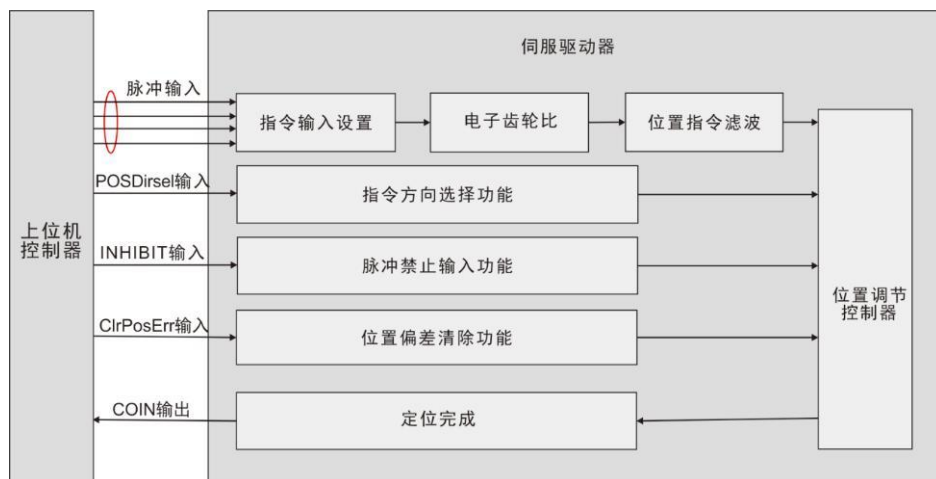 伺服驱动器
脉冲输入
指令输入设置
电子齿轮比
位置指令滤波
POSDirsel输入
指令方向选择功能
上位机
控制器
INHIBIT输入
脉冲禁止输入功能
位置调节
控制器
ClrPosErr输入
位置偏差清除功能
COIN输出
定位完成